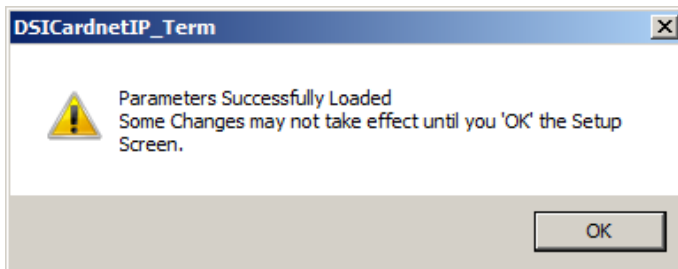 DSICardnetIP_Term
Parameters Successfully Loaded
Some Changes may not take effect until you 'OK' the Setup
Screen.
OK